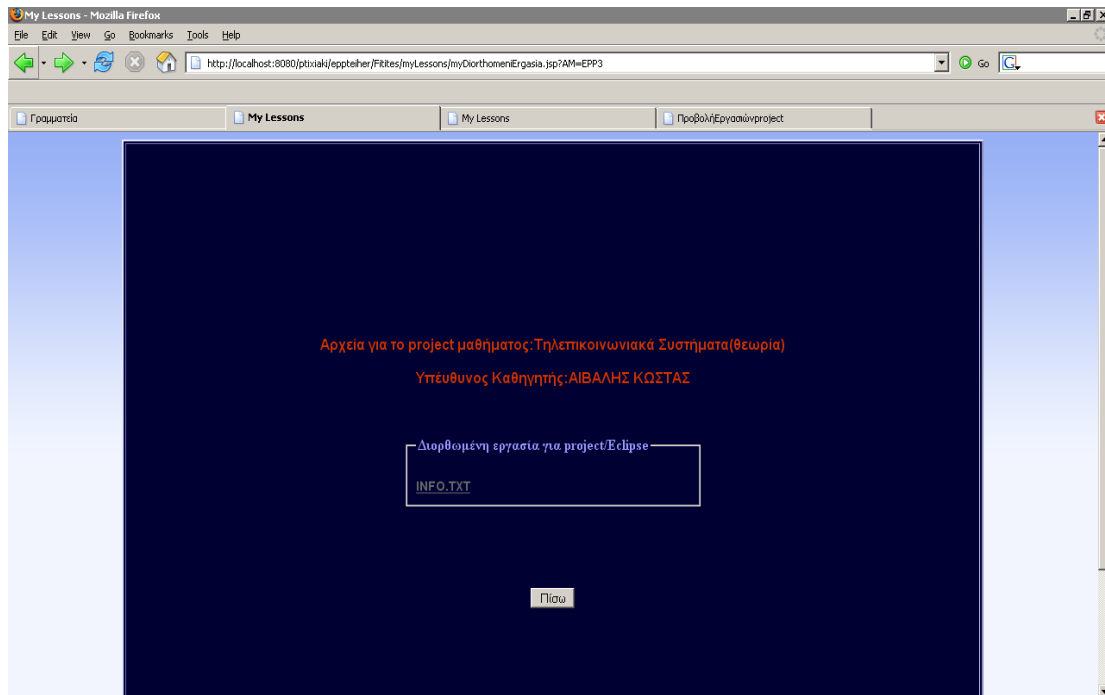 My Lessons - Mozilla Firefox
File Edit View Go Bookmarks Tools Help
http://localhost:8080/ptixiaki/eppteiher/Fitites/myLessons/myDiorthomeniErgasia.jsp?AM=EPP3 Go G
Γραμματεία My Lessons My Lessons ΠροβολήΕργασιώνproject
Αρχεία για το project μαθήματος:Τηλεπικοινωνιακά Συστήματα(θεωρία)
Υπέυθυνος Καθηγητής:ΑΙΒΑΛΗΣ ΚΩΣΤΑΣ
Διορθωμένη εργασία για project/Eclipse
INFO.TXT
Πίσω